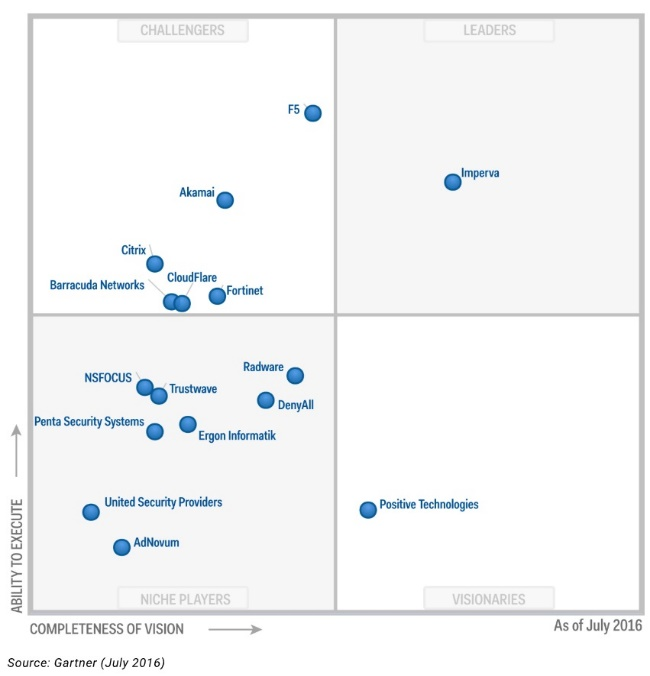 CHALLENGERS
LEADERS
F5
Imperva
Akamai
Citrix
CloudFlare
Barracuda Networks
Fortinet
Radware
NSFOCUS
Trustwave
DenyAll
Penta Security Systems
Ergon Informatik
United Security Providers
Positive Technologies
AdNovum
NICHE PLAYERS
VISIONARIES
ABILITY TO EXECUTE
COMPLETENESS OF VISION
As of July 2016
Source: Gartner (July 2016)